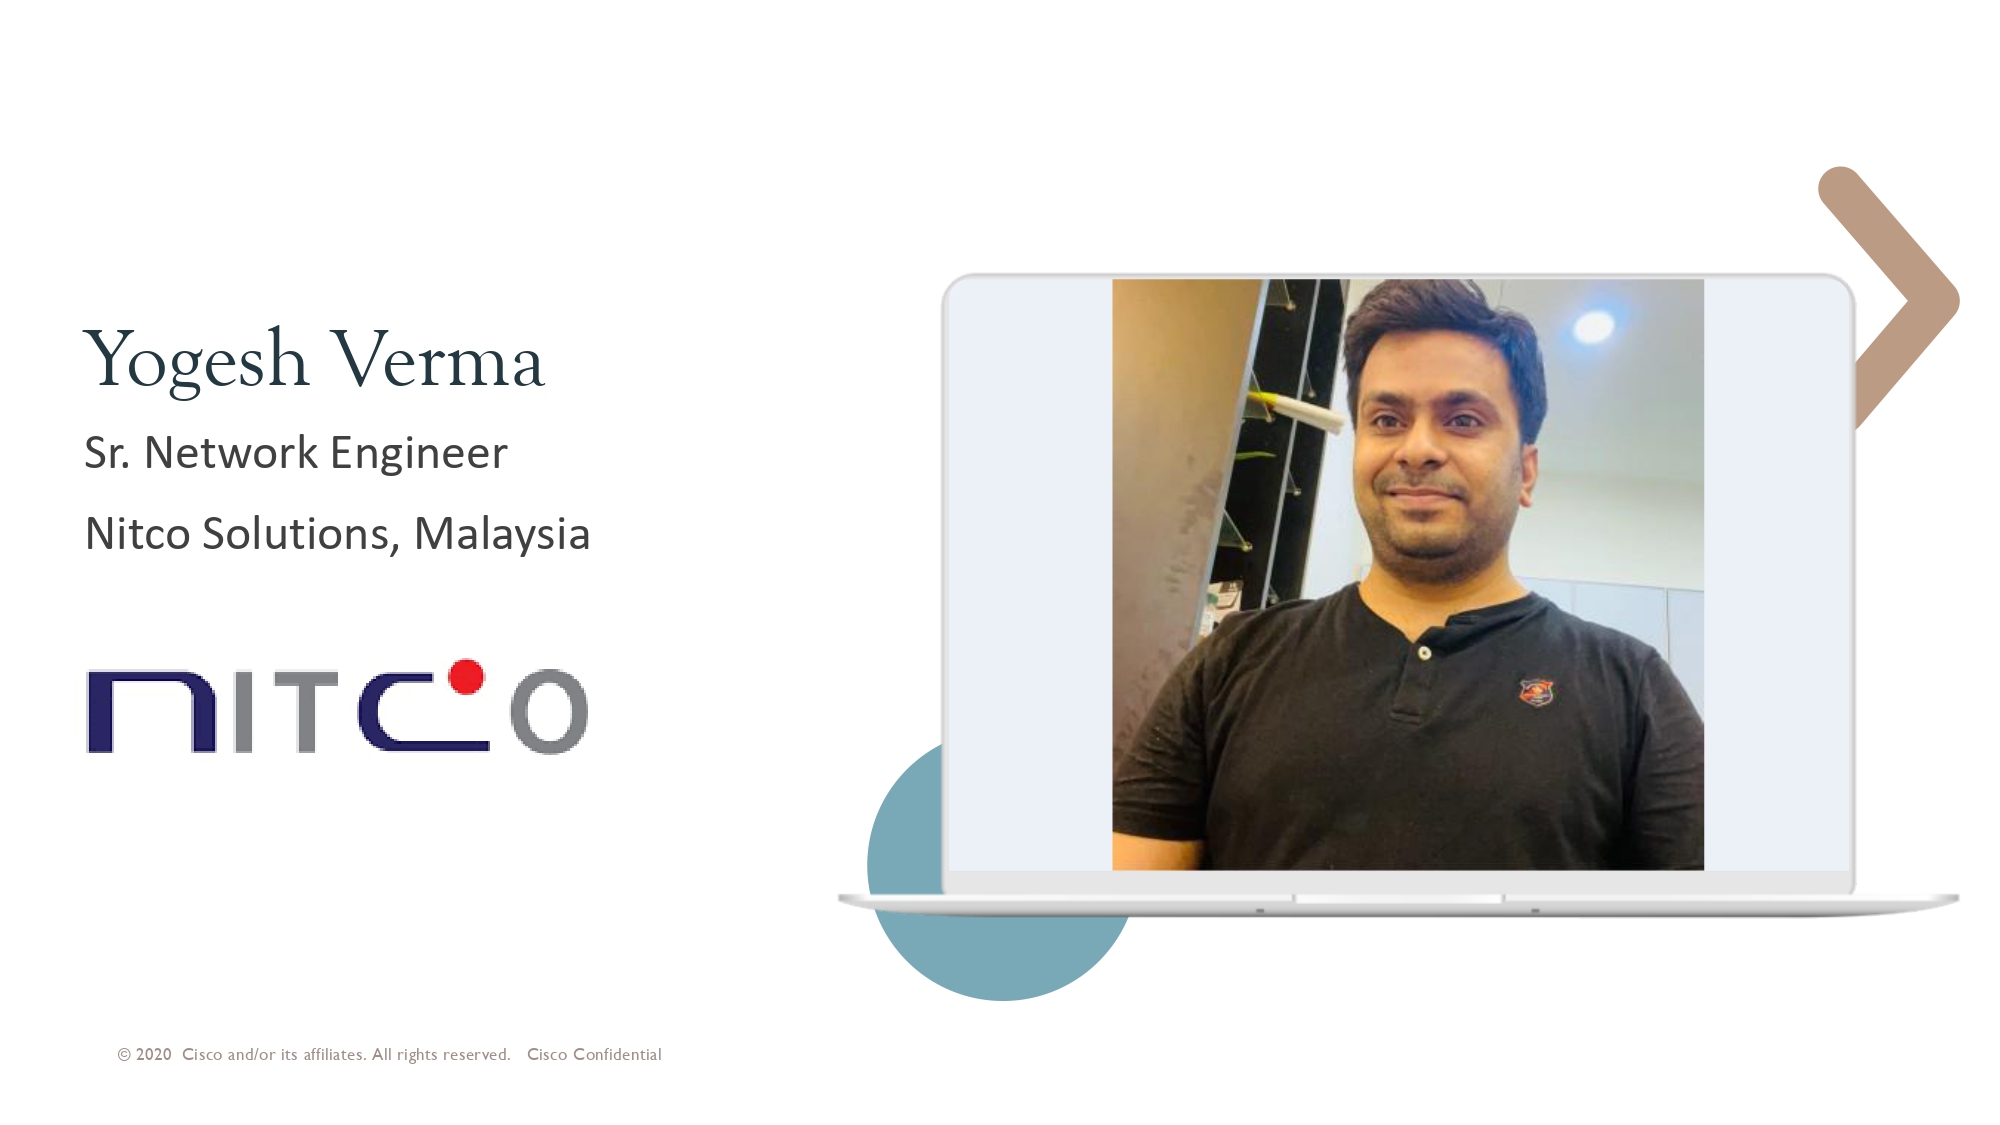 Yogesh Verma
Sr. Network Engineer
Nitco Solutions, Malaysia
NITCO
© 2020 Cisco and/or its affiliates. All rights reserved. Cisco Confidential